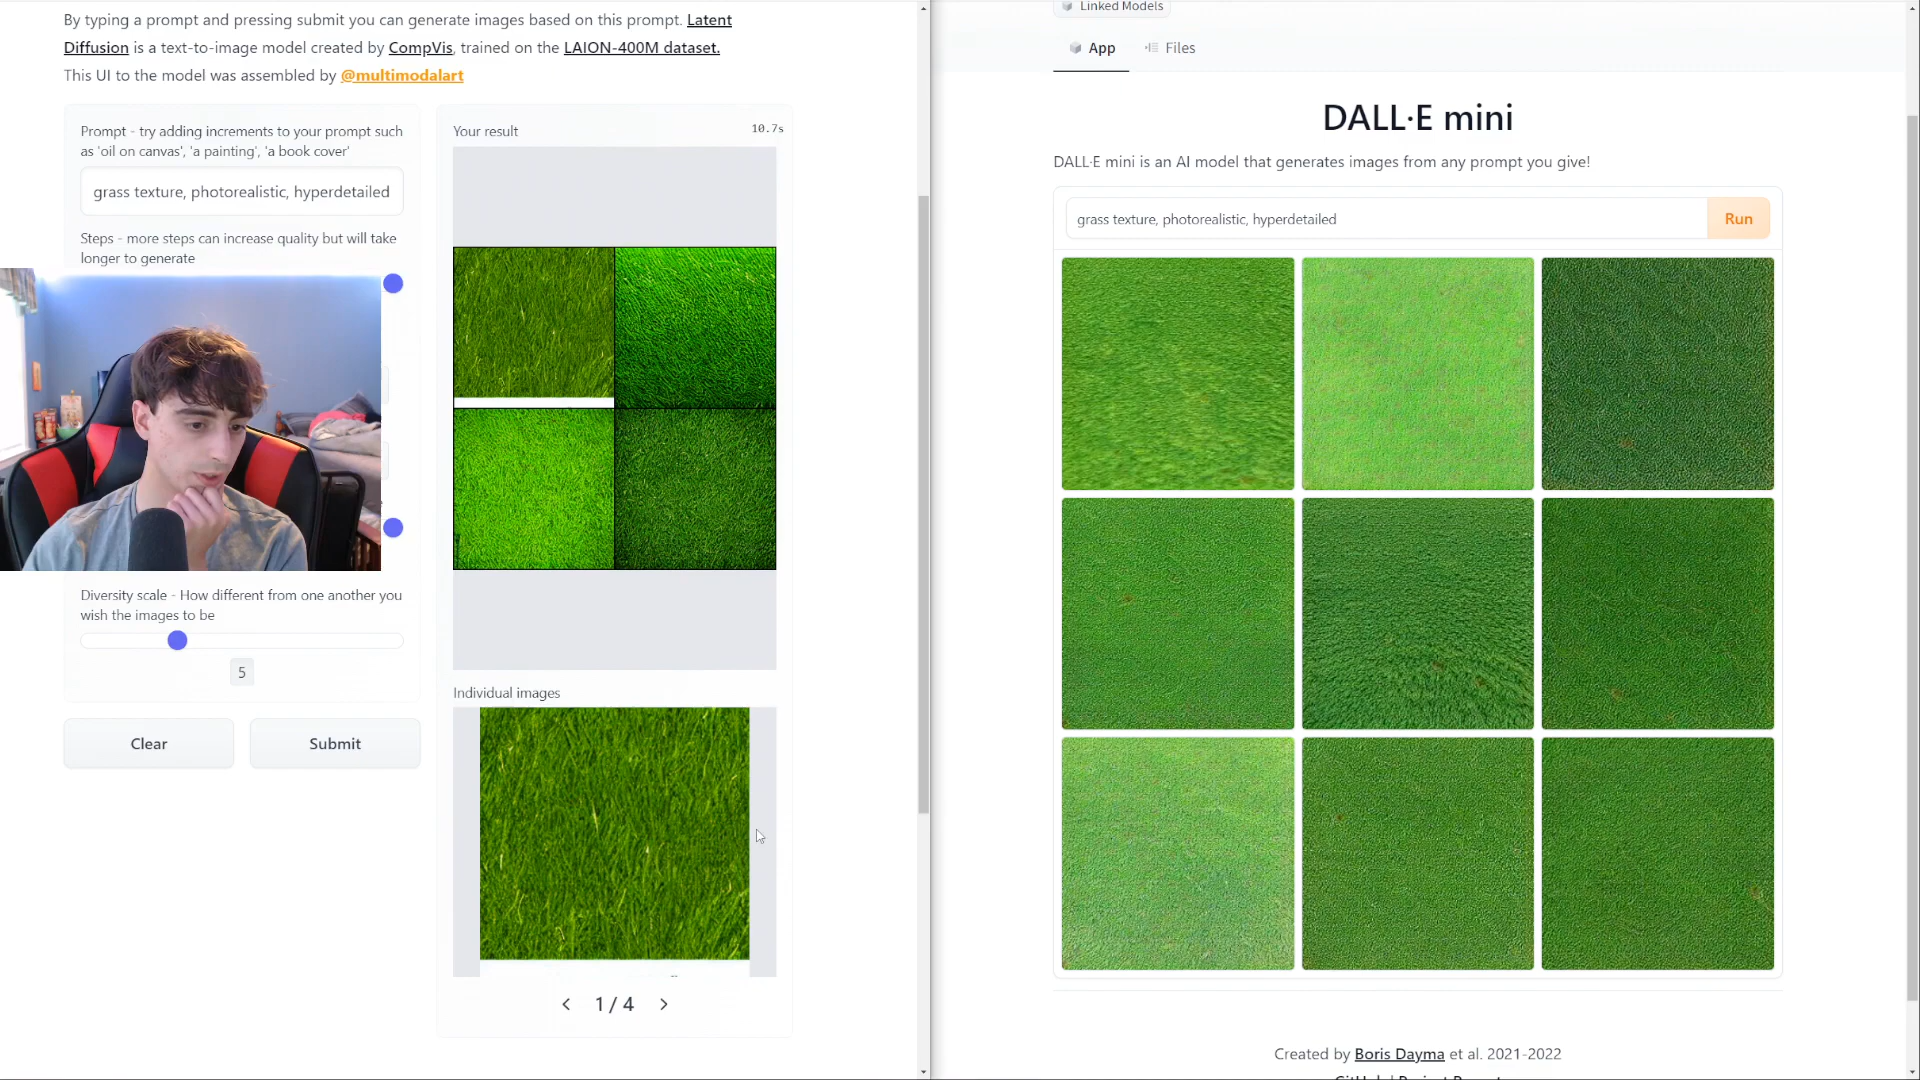 By typing a prompt and pressing submit you can generate images based on this prompt. Latent
Diffusion is a text-to-image model created by CompVis, trained on the LAION-400M dataset.
This UI to the model was assembled by @multimodalart
Prompt - try adding increments to your prompt such
as 'oil on canvas', 'a painting', 'a book cover'
grass texture, photorealistic, hyperdetailed
Steps - more steps can increase quality but will take
longer to generate
Diversity scale - How different from one another you
wish the images to be
5
Clear
Submit
Your result
10.7s
Individual images
1 / 4
Linked Models
App
Files
DALL·E mini
DALL·E mini is an AI model that generates images from any prompt you give!
grass texture, photorealistic, hyperdetailed
Run
Created by Boris Dayma et al. 2021-2022
GitHub | Project Report